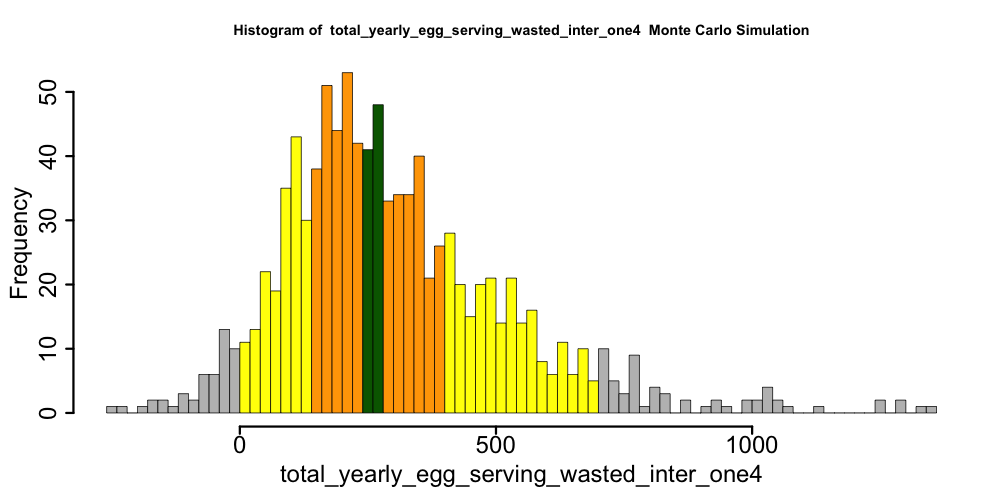 Histogram of  total_yearly_egg_serving_wasted_inter_one4  Monte Carlo Simulation
Frequency
50
40
30
20
10
0
0 500 1000
total_yearly_egg_serving_wasted_inter_one4